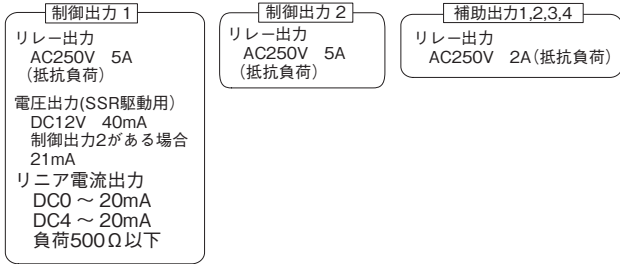 制御出力 1
リレー出力
AC250V 5A
(抵抗負荷)
電圧出力(SSR駆動用)
DC12V 40mA
制御出力2がある場合
21mA
リニア電流出力
DC0 ～ 20mA
DC4 ～ 20mA
負荷500Ω以下
制御出力 2
リレー出力
AC250V 5A
(抵抗負荷)
補助出力1,2,3,4
リレー出力
AC250V 2A(抵抗負荷)